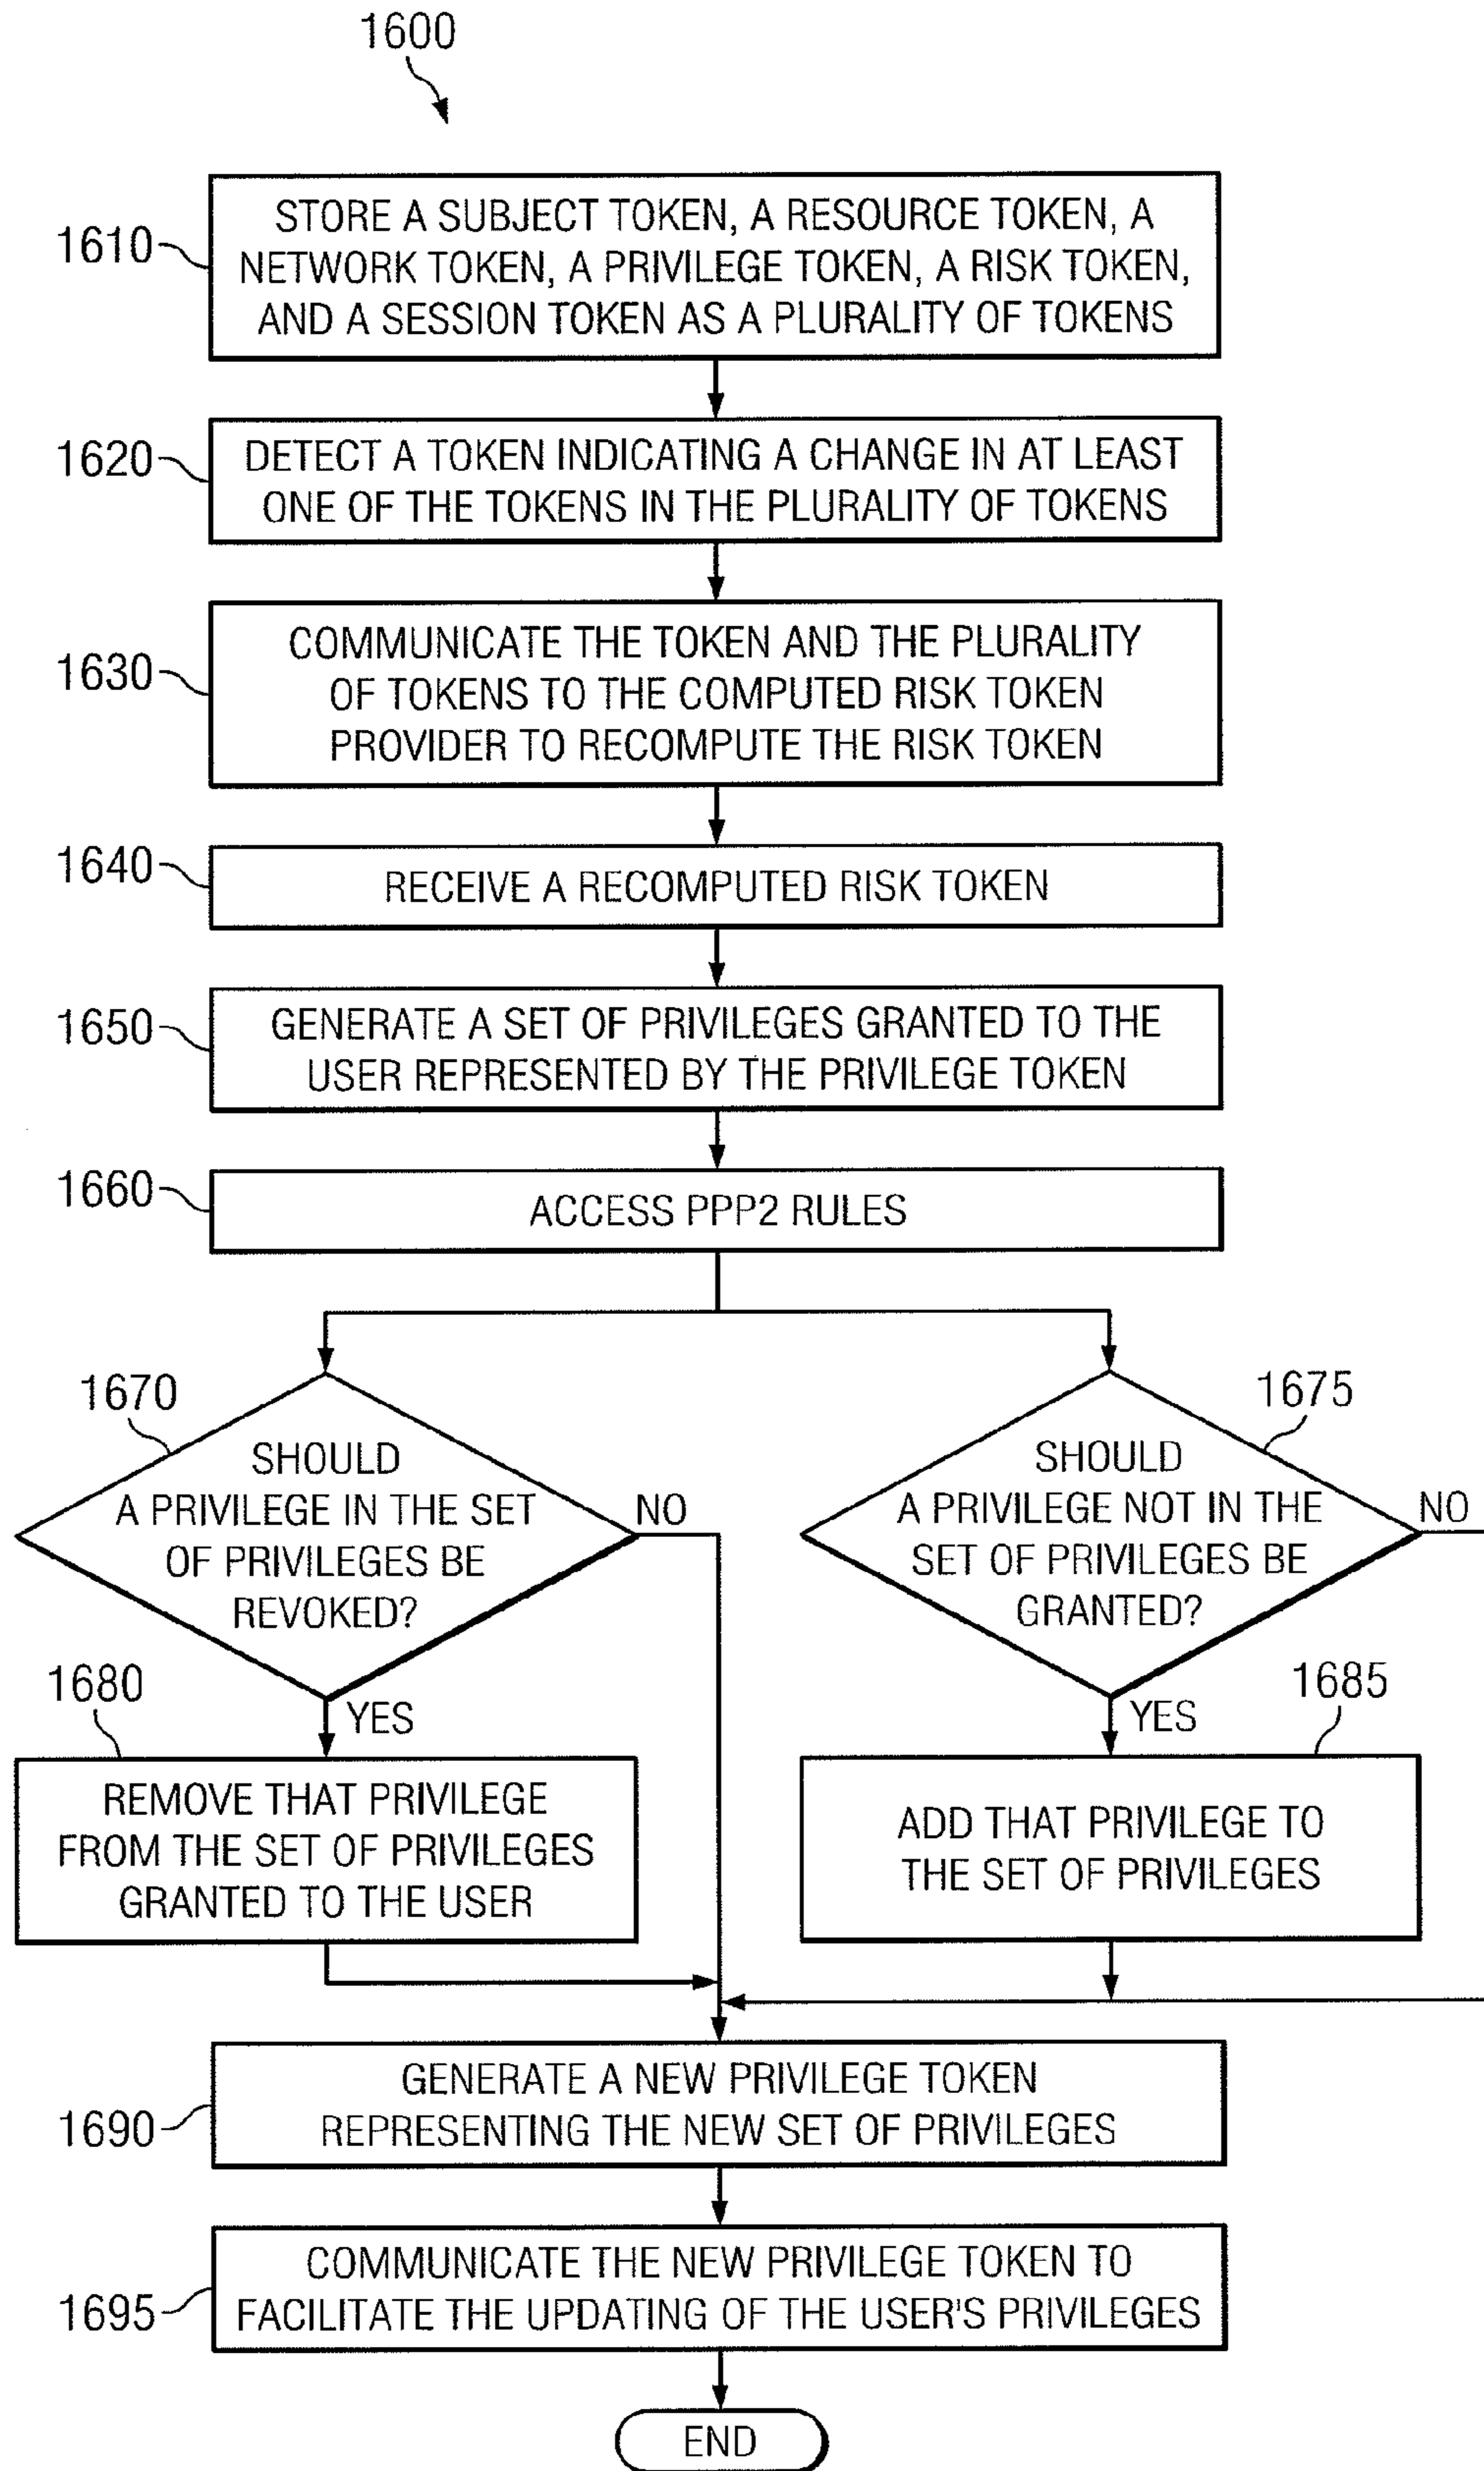 1600
1610
STORE A SUBJECT TOKEN, A RESOURCE TOKEN, A
NETWORK TOKEN, A PRIVILEGE TOKEN, A RISK TOKEN,
AND A SESSION TOKEN AS A PLURALITY OF TOKENS
1620
DETECT A TOKEN INDICATING A CHANGE IN AT LEAST
ONE OF THE TOKENS IN THE PLURALITY OF TOKENS
1630
COMMUNICATE THE TOKEN AND THE PLURALITY
OF TOKENS TO THE COMPUTED RISK TOKEN
PROVIDER TO RECOMPUTE THE RISK TOKEN
1640
RECEIVE A RECOMPUTED RISK TOKEN
1650
GENERATE A SET OF PRIVILEGES GRANTED TO THE
USER REPRESENTED BY THE PRIVILEGE TOKEN
1660
ACCESS PPP2 RULES
1670
SHOULD
A PRIVILEGE IN THE SET
OF PRIVILEGES BE
REVOKED?
NO
YES
1675
SHOULD
A PRIVILEGE NOT IN THE
SET OF PRIVILEGES BE
GRANTED?
NO
YES
1680
REMOVE THAT PRIVILEGE
FROM THE SET OF PRIVILEGES
GRANTED TO THE USER
1685
ADD THAT PRIVILEGE TO
THE SET OF PRIVILEGES
1690
GENERATE A NEW PRIVILEGE TOKEN
REPRESENTING THE NEW SET OF PRIVILEGES
1695
COMMUNICATE THE NEW PRIVILEGE TOKEN TO
FACILITATE THE UPDATING OF THE USER'S PRIVILEGES
END